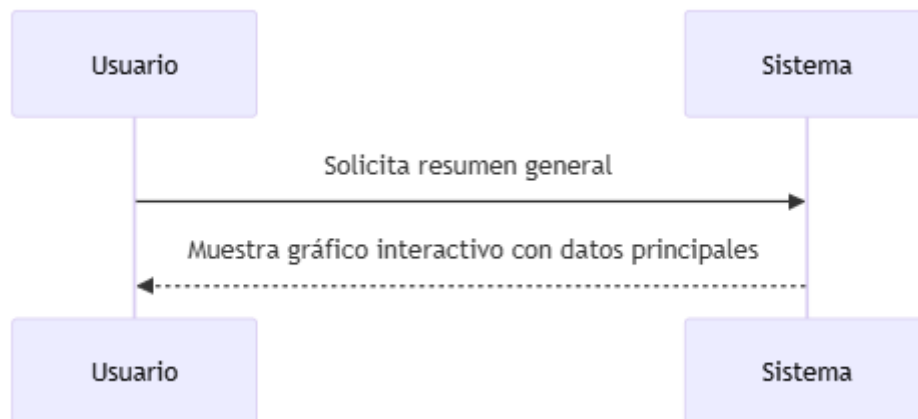 Usuario
Sistema
Solicita resumen general
Muestra gráfico interactivo con datos principales
Usuario
Sistema